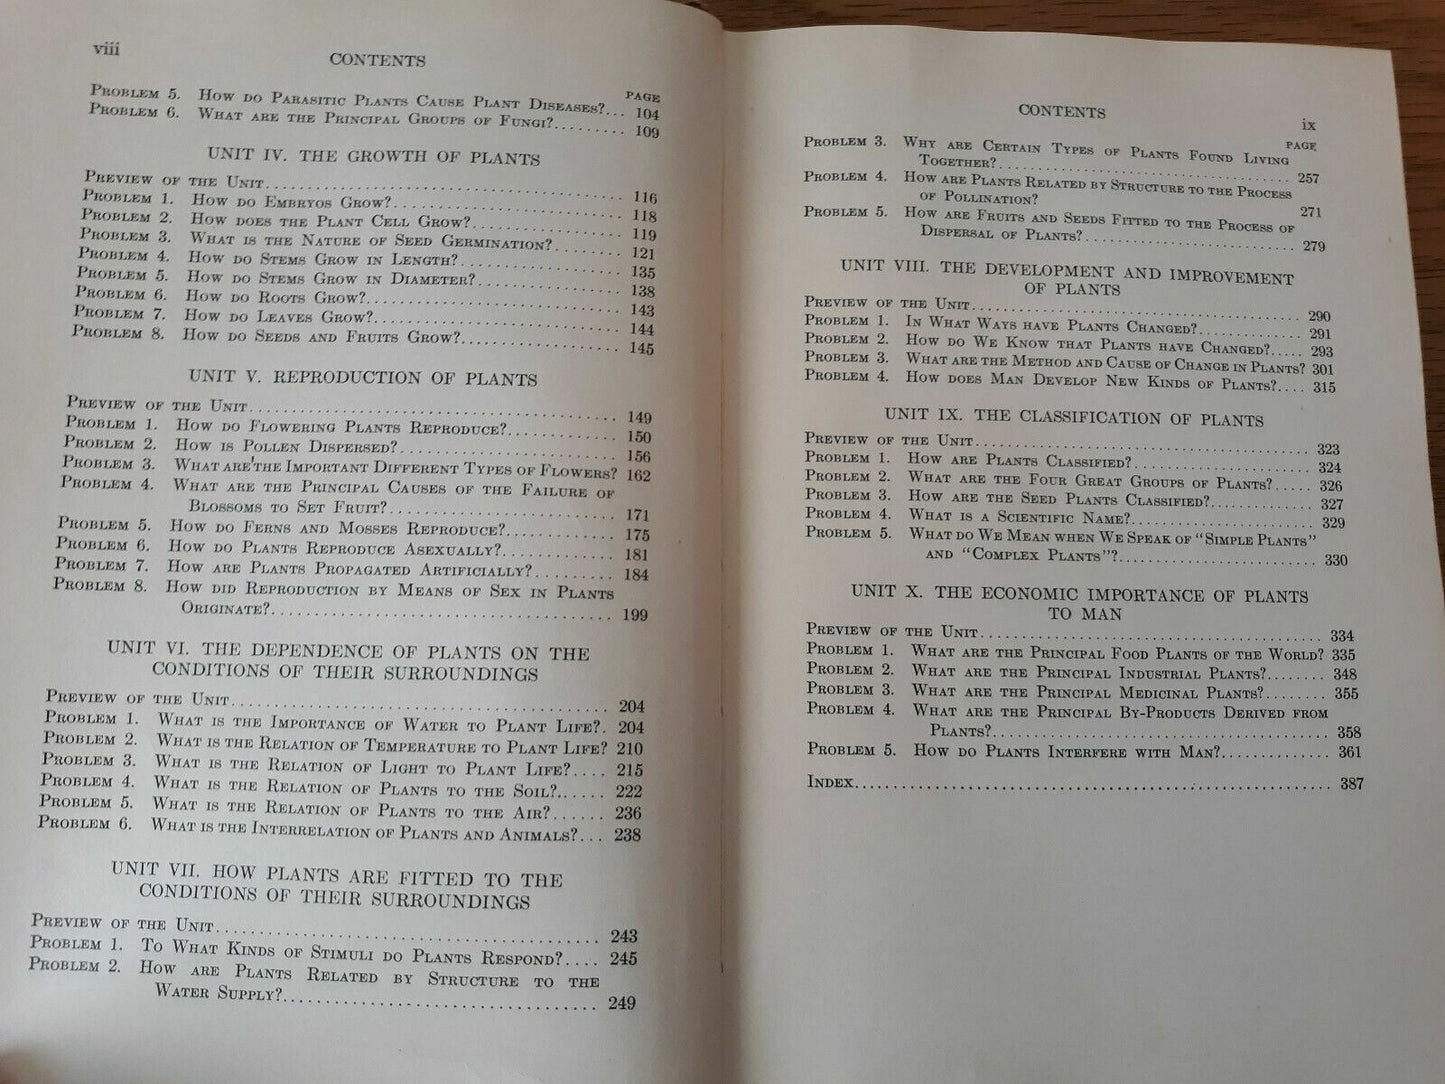 viii
CONTENTS
PAGE
Problem 5. How do Parasitic Plants Cause Plant Diseases?... 104
Problem 6. What are the Principal Groups of Fungi?......... 109
UNIT IV. THE GROWTH OF PLANTS
Preview of the Unit........................................ 116
Problem 1. How do Embryos Grow?........................ 118
Problem 2. How does the Plant Cell Grow?................ 119
Problem 3. What is the Nature of Seed Germination?....... 121
Problem 4. How do Stems Grow in Length?................ 135
Problem 5. How do Stems Grow in Diameter?.............. 138
Problem 6. How do Roots Grow?.......................... 143
Problem 7. How do Leaves Grow?......................... 144
Problem 8. How do Seeds and Fruits Grow?............... 145
UNIT V. REPRODUCTION OF PLANTS
Preview of the Unit........................................ 149
Problem 1. How do Flowering Plants Reproduce?.......... 150
Problem 2. How is Pollen Dispersed?...................... 156
Problem 3. What are the Important Different Types of Flowers? 162
Problem 4. What are the Principal Causes of the Failure of
Blossoms to Set Fruit?......................... 171
Problem 5. How do Ferns and Mosses Reproduce?.......... 175
Problem 6. How do Plants Reproduce Asexually?.......... 181
Problem 7. How are Plants Propagated Artificially?........ 184
Problem 8. How did Reproduction by Means of Sex in Plants
Originate?..................................... 199
UNIT VI. THE DEPENDENCE OF PLANTS ON THE
CONDITIONS OF THEIR SURROUNDINGS
Preview of the Unit........................................ 204
Problem 1. What is the Importance of Water to Plant Life?. 204
Problem 2. What is the Relation of Temperature to Plant Life? 210
Problem 3. What is the Relation of Light to Plant Life?.... 215
Problem 4. What is the Relation of Plants to the Soil?...... 222
Problem 5. What is the Relation of Plants to the Air?...... 236
Problem 6. What is the Interrelation of Plants and Animals?... 238
UNIT VII. HOW PLANTS ARE FITTED TO THE
CONDITIONS OF THEIR SURROUNDINGS
Preview of the Unit........................................ 243
Problem 1. To What Kinds of Stimuli do Plants Respond?.... 245
Problem 2. How are Plants Related by Structure to the
Water Supply?.................................. 249
CONTENTS
ix
PAGE
Problem 3. Why are Certain Types of Plants Found Living
Together?...................................... 257
Problem 4. How are Plants Related by Structure to the Process
of Pollination? 271
Problem 5. How are Fruits and Seeds Fitted to the Process of
Dispersal of Plants?............................ 279
UNIT VIII. THE DEVELOPMENT AND IMPROVEMENT
OF PLANTS
Preview of the Unit........................................ 290
Problem 1. In What Ways have Plants Changed?........... 291
Problem 2. How do We Know that Plants have Changed?..... 293
Problem 3. What are the Method and Cause of Change in Plants? 301
Problem 4. How does Man Develop New Kinds of Plants?.... 315
UNIT IX. THE CLASSIFICATION OF PLANTS
Preview of the Unit........................................ 323
Problem 1. How are Plants Classified?..................... 324
Problem 2. What are the Four Great Groups of Plants?..... 326
Problem 3. How are the Seed Plants Classified?............ 327
Problem 4. What is a Scientific Name?..................... 329
Problem 5. What do We Mean when We Speak of "Simple Plants"
and "Complex Plants"?......................... 330
UNIT X. THE ECONOMIC IMPORTANCE OF PLANTS
TO MAN
Preview of the Unit........................................ 334
Problem 1. What are the Principal Food Plants of the World? 335
Problem 2. What are the Principal Industrial Plants?........ 348
Problem 3. What are the Principal Medicinal Plants?........ 355
Problem 4. What are the Principal By-Products Derived from
Plants?........................................ 358
Problem 5. How do Plants Interfere with Man?............. 361
Index...................................................... 387